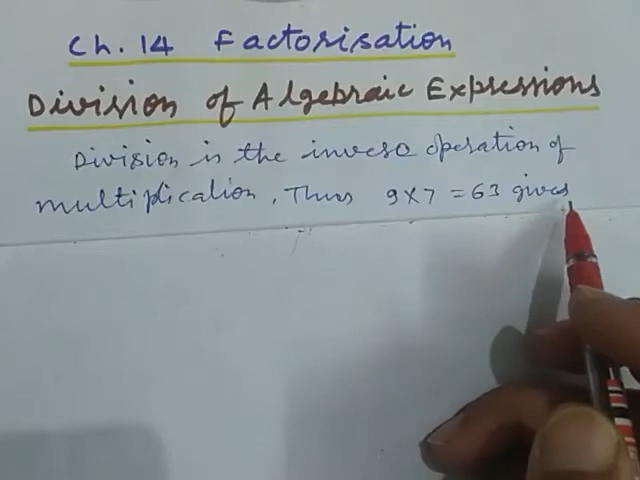 Ch. 14 Factorisation
Division of Algebraic Expressions
Division is the inverse operation of
multiplication, Thus 9×7 = 63 gives